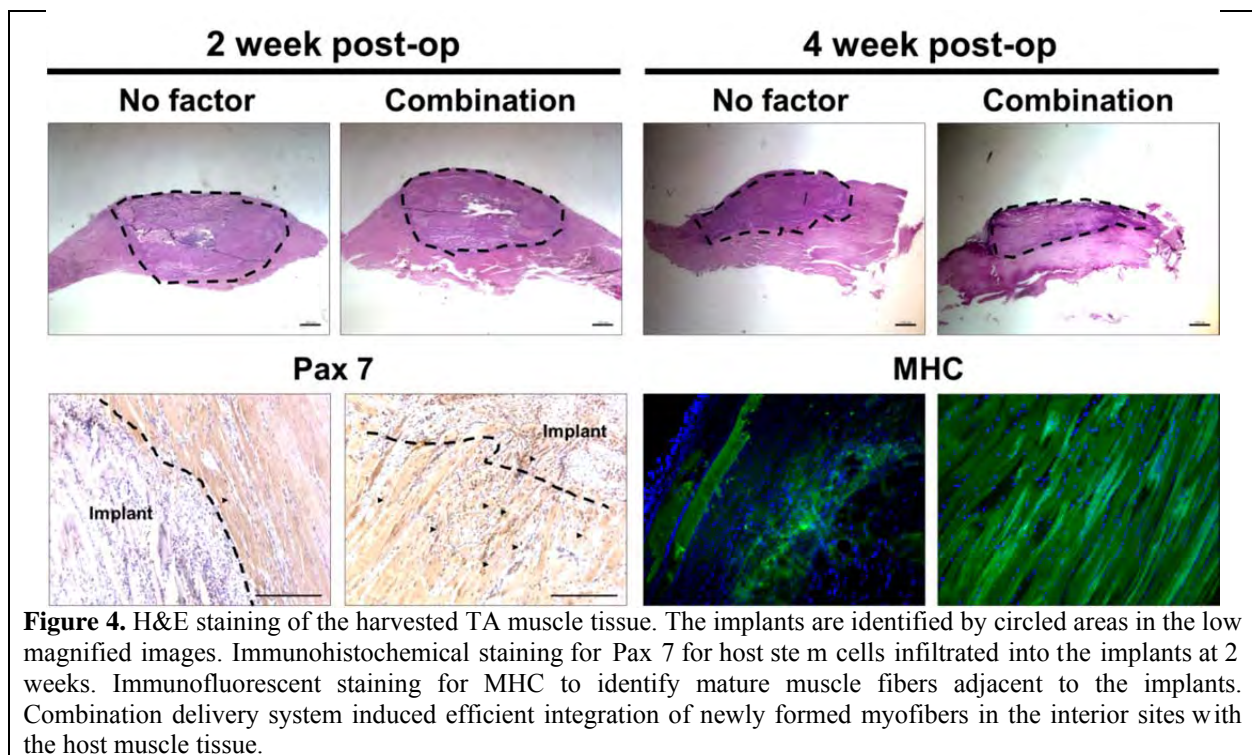 2 week post-op 4 week post-op
No factor Combination No factor Combination
Pax 7 MHC
Implant Implant
Figure 4. H&E staining of the harvested TA muscle tissue. The implants are identified by circled areas in the low
magnified images. Immunohistochemical staining for Pax 7 for host ste m cells infiltrated into the implants at 2
weeks. Immunofluorescent staining for MHC to identify mature muscle fibers adjacent to the implants.
Combination delivery system induced efficient integration of newly formed myofibers in the interior sites with
the host muscle tissue.